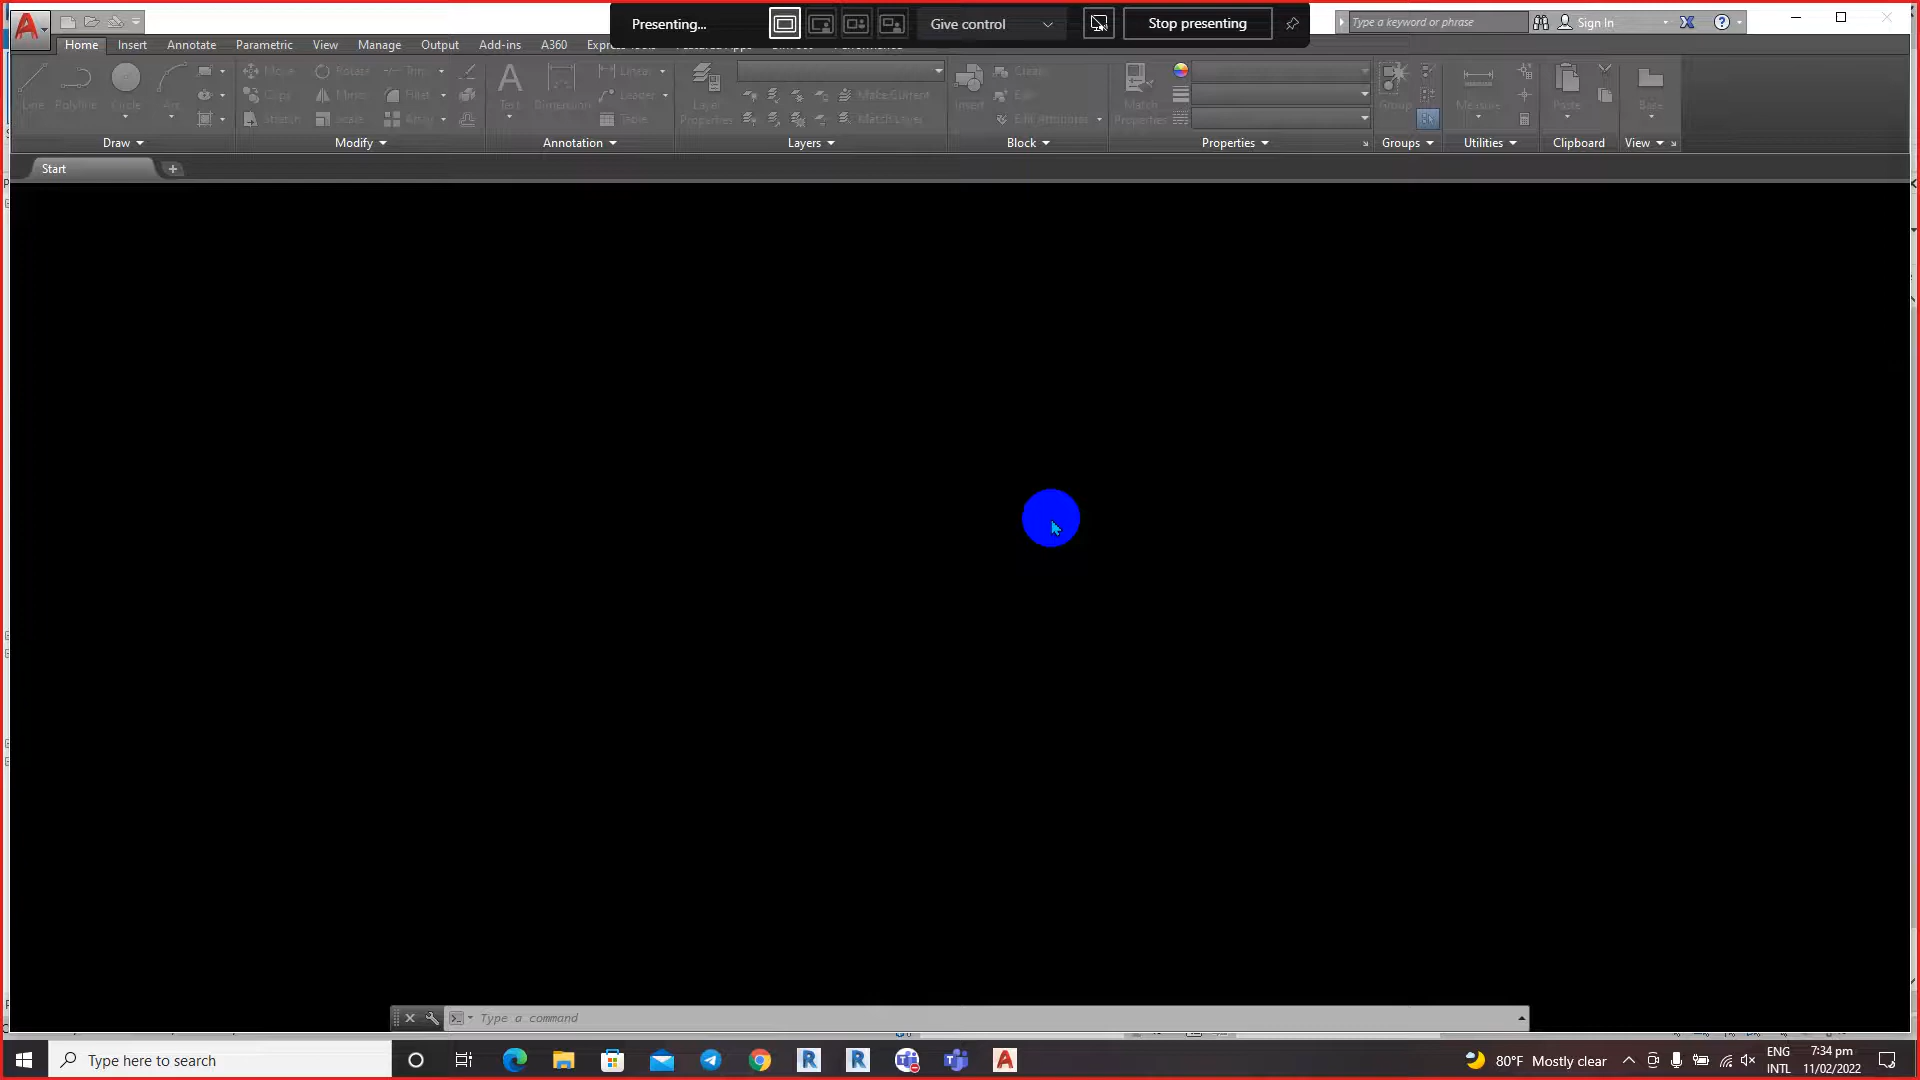 Presenting...
Give control
Stop presenting
Type a keyword or phrase
Sign In
Home
Insert
Annotate
Parametric
View
Manage
Output
Add-ins
A360
Line
Polyline
Circle
Arc
Move
Rotate
Trim
Copy
Mirror
Fillet
Stretch
Scale
Array
Text
Dimension
Linear
Leader
Table
Layer
Properties
Make Current
Match Layer
Insert
Create
Edit
Edit Attributes
Match
Properties
Group
Measure
Paste
Base
Draw
Modify
Annotation
Layers
Block
Properties
Groups
Utilities
Clipboard
View
Start
Type a command
Type here to search
80°F Mostly clear
ENG
INTL
7:34 pm
11/02/2022